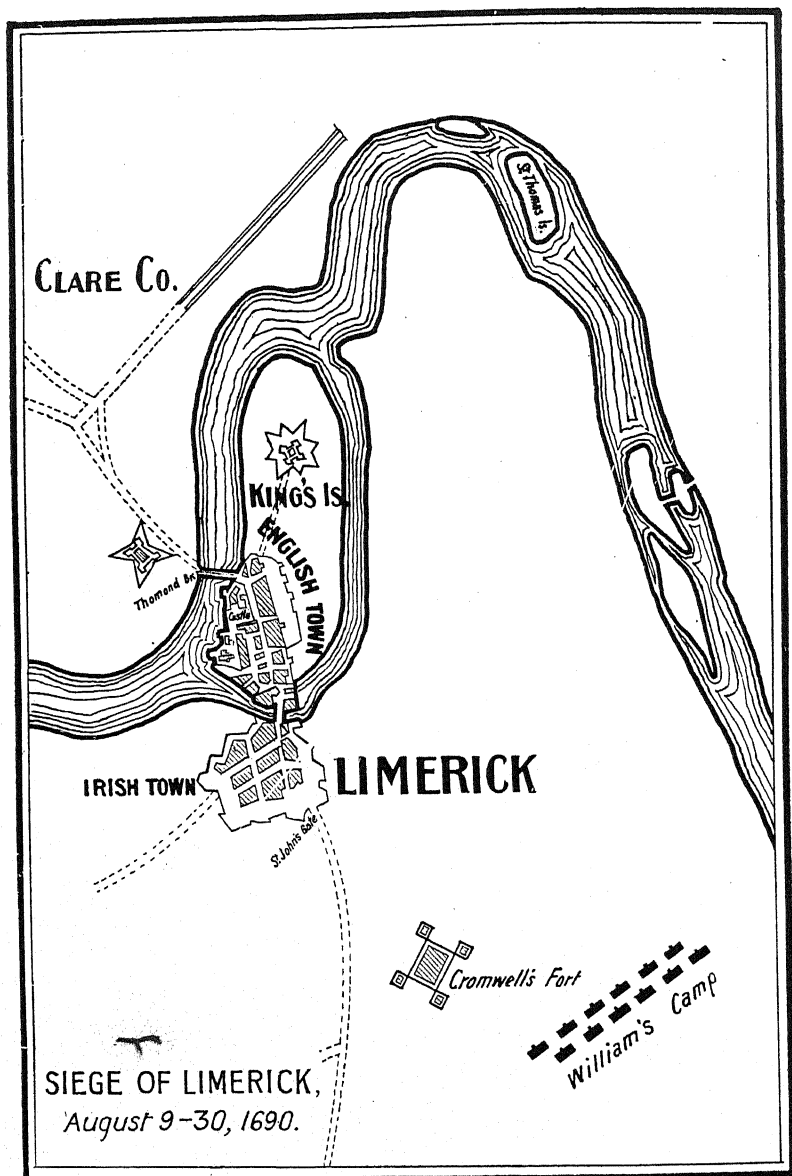 St. Thomas Is.
CLARE CO.
KING'S IS.
ENGLISH TOWN
Thomond Br.
Castle
IRISH TOWN
LIMERICK
St. John's Gate
Cromwell's Fort
William's Camp
SIEGE OF LIMERICK,
August 9-30, 1690.